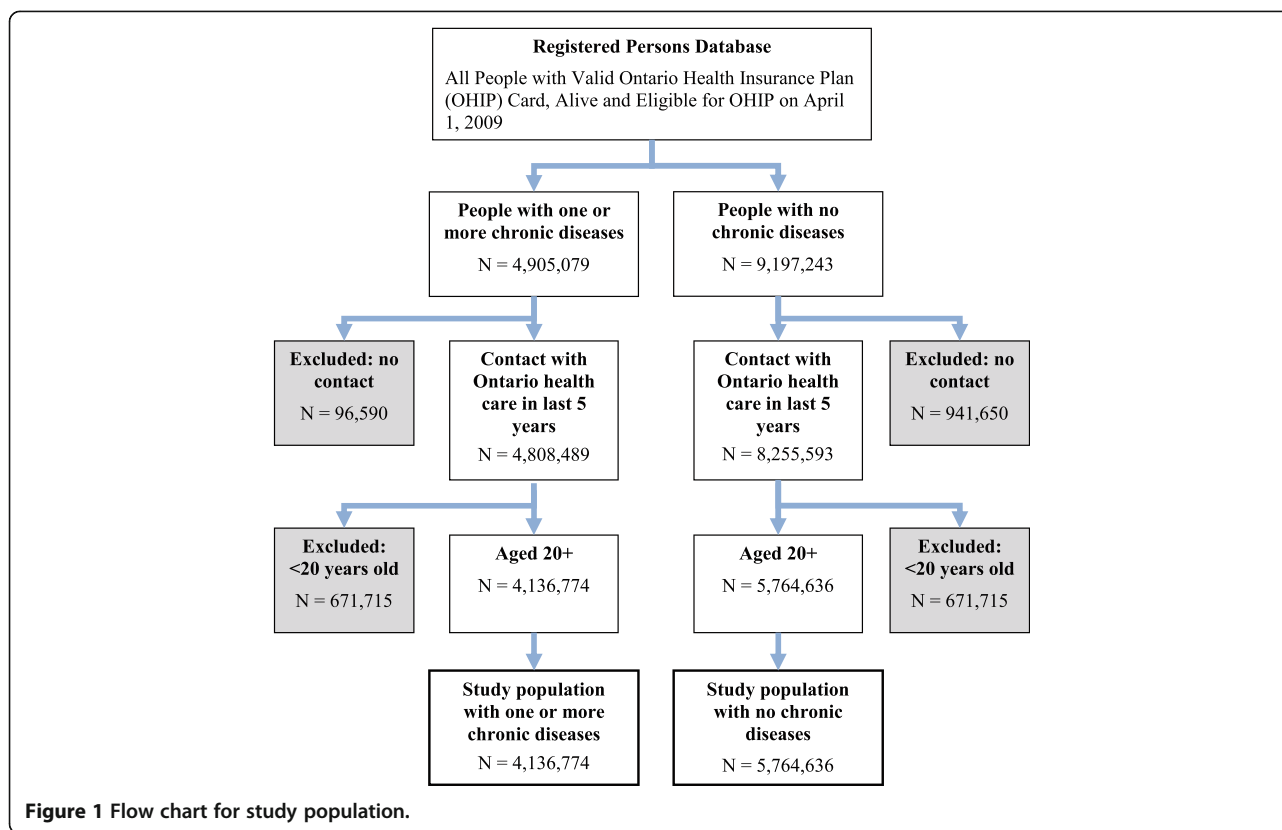 Registered Persons Database
All People with Valid Ontario Health Insurance Plan
(OHIP) Card, Alive and Eligible for OHIP on April
1, 2009
People with one or
more chronic diseases
N = 4,905,079
People with no
chronic diseases
N = 9,197,243
Excluded: no
contact
N = 96,590
Contact with
Ontario health
care in last 5
years
N = 4,808,489
Contact with
Ontario health
care in last 5
years
N = 8,255,593
Excluded: no
contact
N = 941,650
Excluded:
<20 years old
N = 671,715
Aged 20+
N = 4,136,774
Aged 20+
N = 5,764,636
Excluded:
<20 years old
N = 671,715
Study population
with one or more
chronic diseases
N = 4,136,774
Study population
with no chronic
diseases
N = 5,764,636
Figure 1 Flow chart for study population.